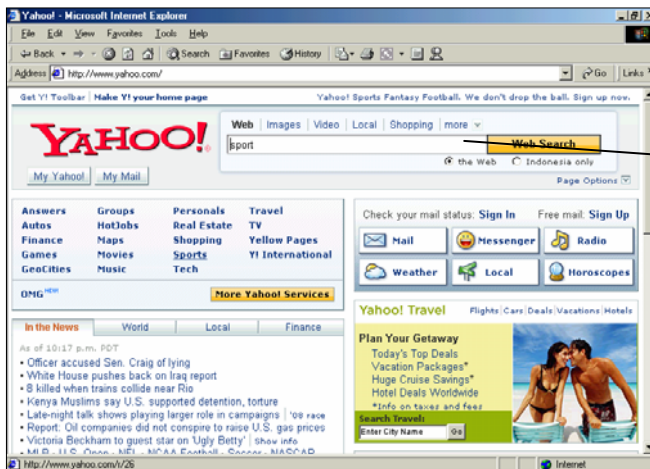 Yahoo! - Microsoft Internet Explorer
File Edit View Favorites Tools Help
Back Search Favorites History
Address http://www.yahoo.com/ Go Links
Get Y! Toolbar Make Y! your home page Yahoo! Sports Fantasy Football. We don't drop the ball. Sign up now.
YAHOO!
Web Images Video Local Shopping more
sport Web Search
the Web Indonesia only
My Yahoo! My Mail
Page Options
Answers Groups Personals Travel
Autos HotJobs Real Estate TV
Finance Maps Shopping Yellow Pages
Games Movies Sports Y! International
GeoCities Music Tech
OMG NEW! More Yahoo! Services
Check your mail status: Sign In Free mail: Sign Up
Mail Messenger Radio
Weather Local Horoscopes
In the News World Local Finance
As of 10:17 p.m. PDT
• Officer accused Sen. Craig of lying
• White House pushes back on Iraq report
• 8 killed when trains collide near Rio
• Kenya Muslims say U.S. supported detention, torture
• Late-night talk shows playing larger role in campaigns | '08 race
• Report: Oil companies did not conspire to raise U.S. gas prices
• Victoria Beckham to guest star on 'Ugly Betty' | Show info
• MLB - U.S. Open - NFL - NCAA Football - Soccer - NASCAR
Yahoo! Travel Flights Cars Deals Vacations Hotels
Plan Your Getaway
Today's Top Deals
Vacation Packages*
Huge Cruise Savings*
Hotel Deals Worldwide
*Info on taxes and fees
Search Travel:
Enter City Name Go
http://www.yahoo.com/r/26 Internet